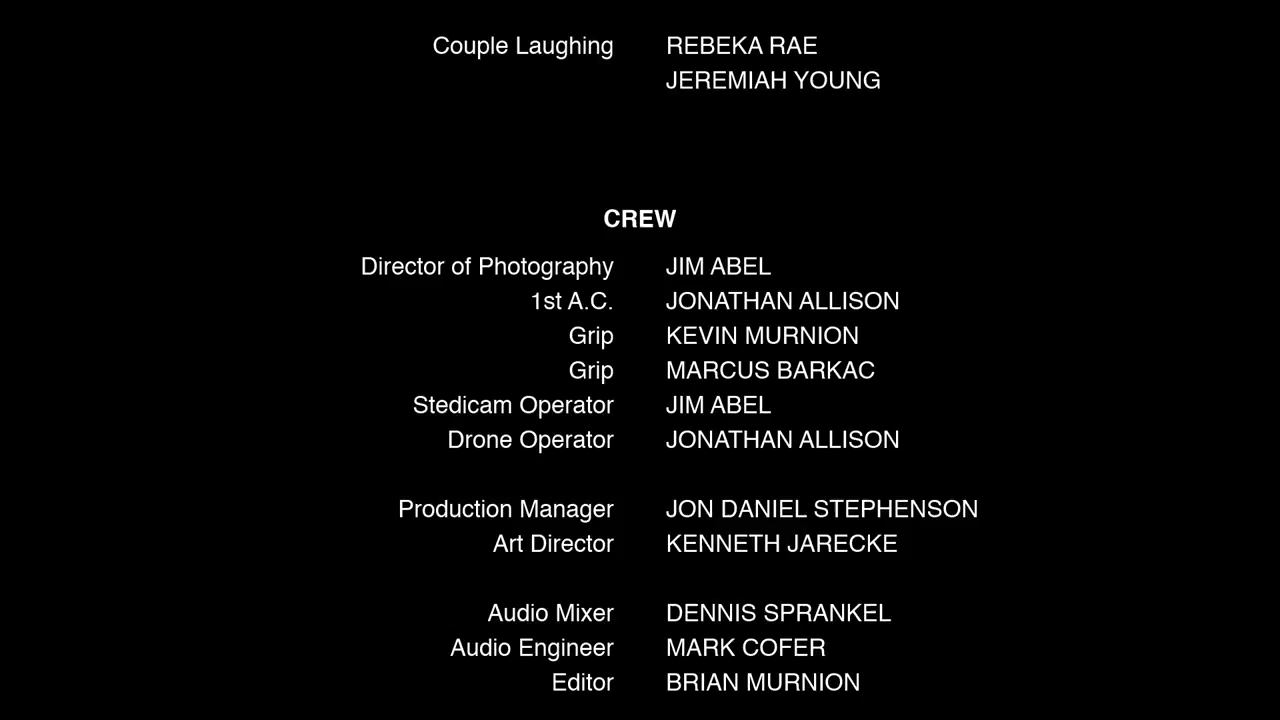 Couple Laughing REBEKA RAE
JEREMIAH YOUNG
CREW
Director of Photography JIM ABEL
1st A.C. JONATHAN ALLISON
Grip KEVIN MURNION
Grip MARCUS BARKAC
Stedicam Operator JIM ABEL
Drone Operator JONATHAN ALLISON
Production Manager JON DANIEL STEPHENSON
Art Director KENNETH JARECKE
Audio Mixer DENNIS SPRANKEL
Audio Engineer MARK COFER
Editor BRIAN MURNION